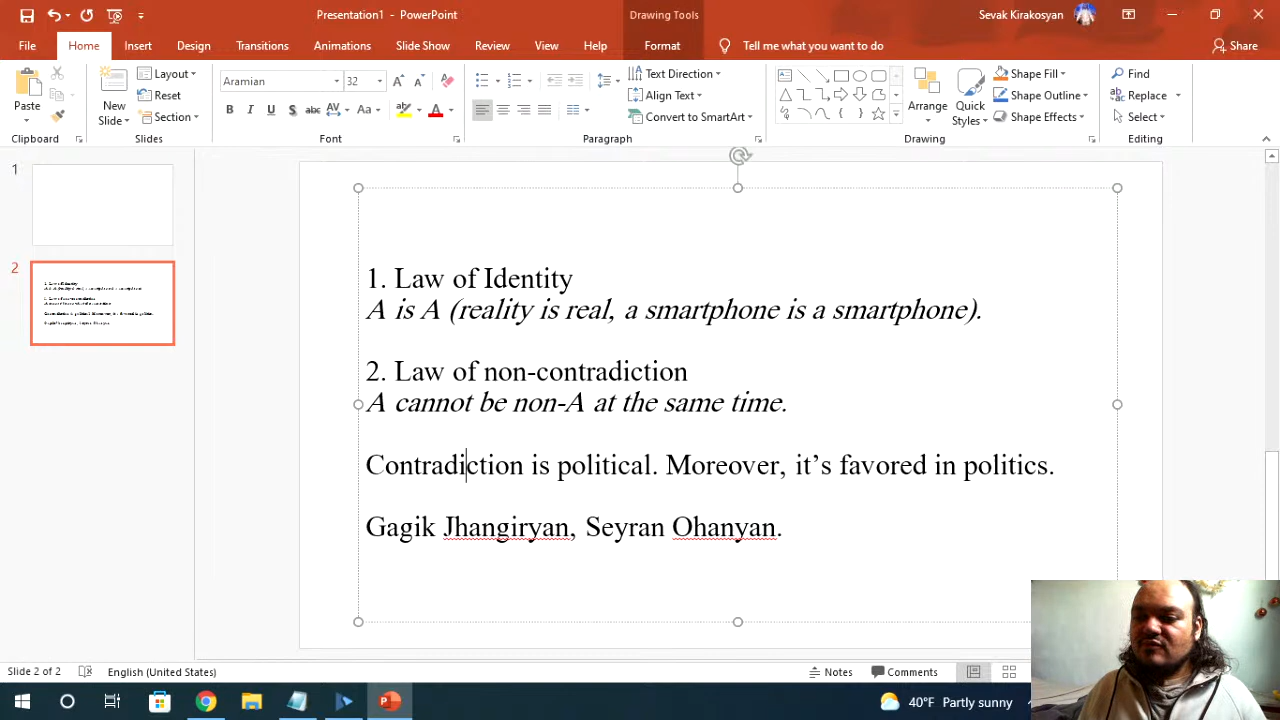 Presentation1 - PowerPoint
Drawing Tools
Sevak Kirakosyan
File
Home
Insert
Design
Transitions
Animations
Slide Show
Review
View
Help
Format
Tell me what you want to do
Share
Paste
New
Slide
Layout
Reset
Section
Aramian
32
Text Direction
Align Text
Convert to SmartArt
Arrange
Quick
Styles
Shape Fill
Shape Outline
Shape Effects
Find
Replace
Select
Clipboard
Slides
Font
Paragraph
Drawing
Editing
1
2
1. Law of Identity
A is A (reality is real, a smartphone is a smartphone).
2. Law of non-contradiction
A cannot be non-A at the same time.
Contradiction is political. Moreover, it’s favored in politics.
Gagik Jhangiryan, Seyran Ohanyan.
Slide 2 of 2
English (United States)
Notes
Comments
40°F Partly sunny